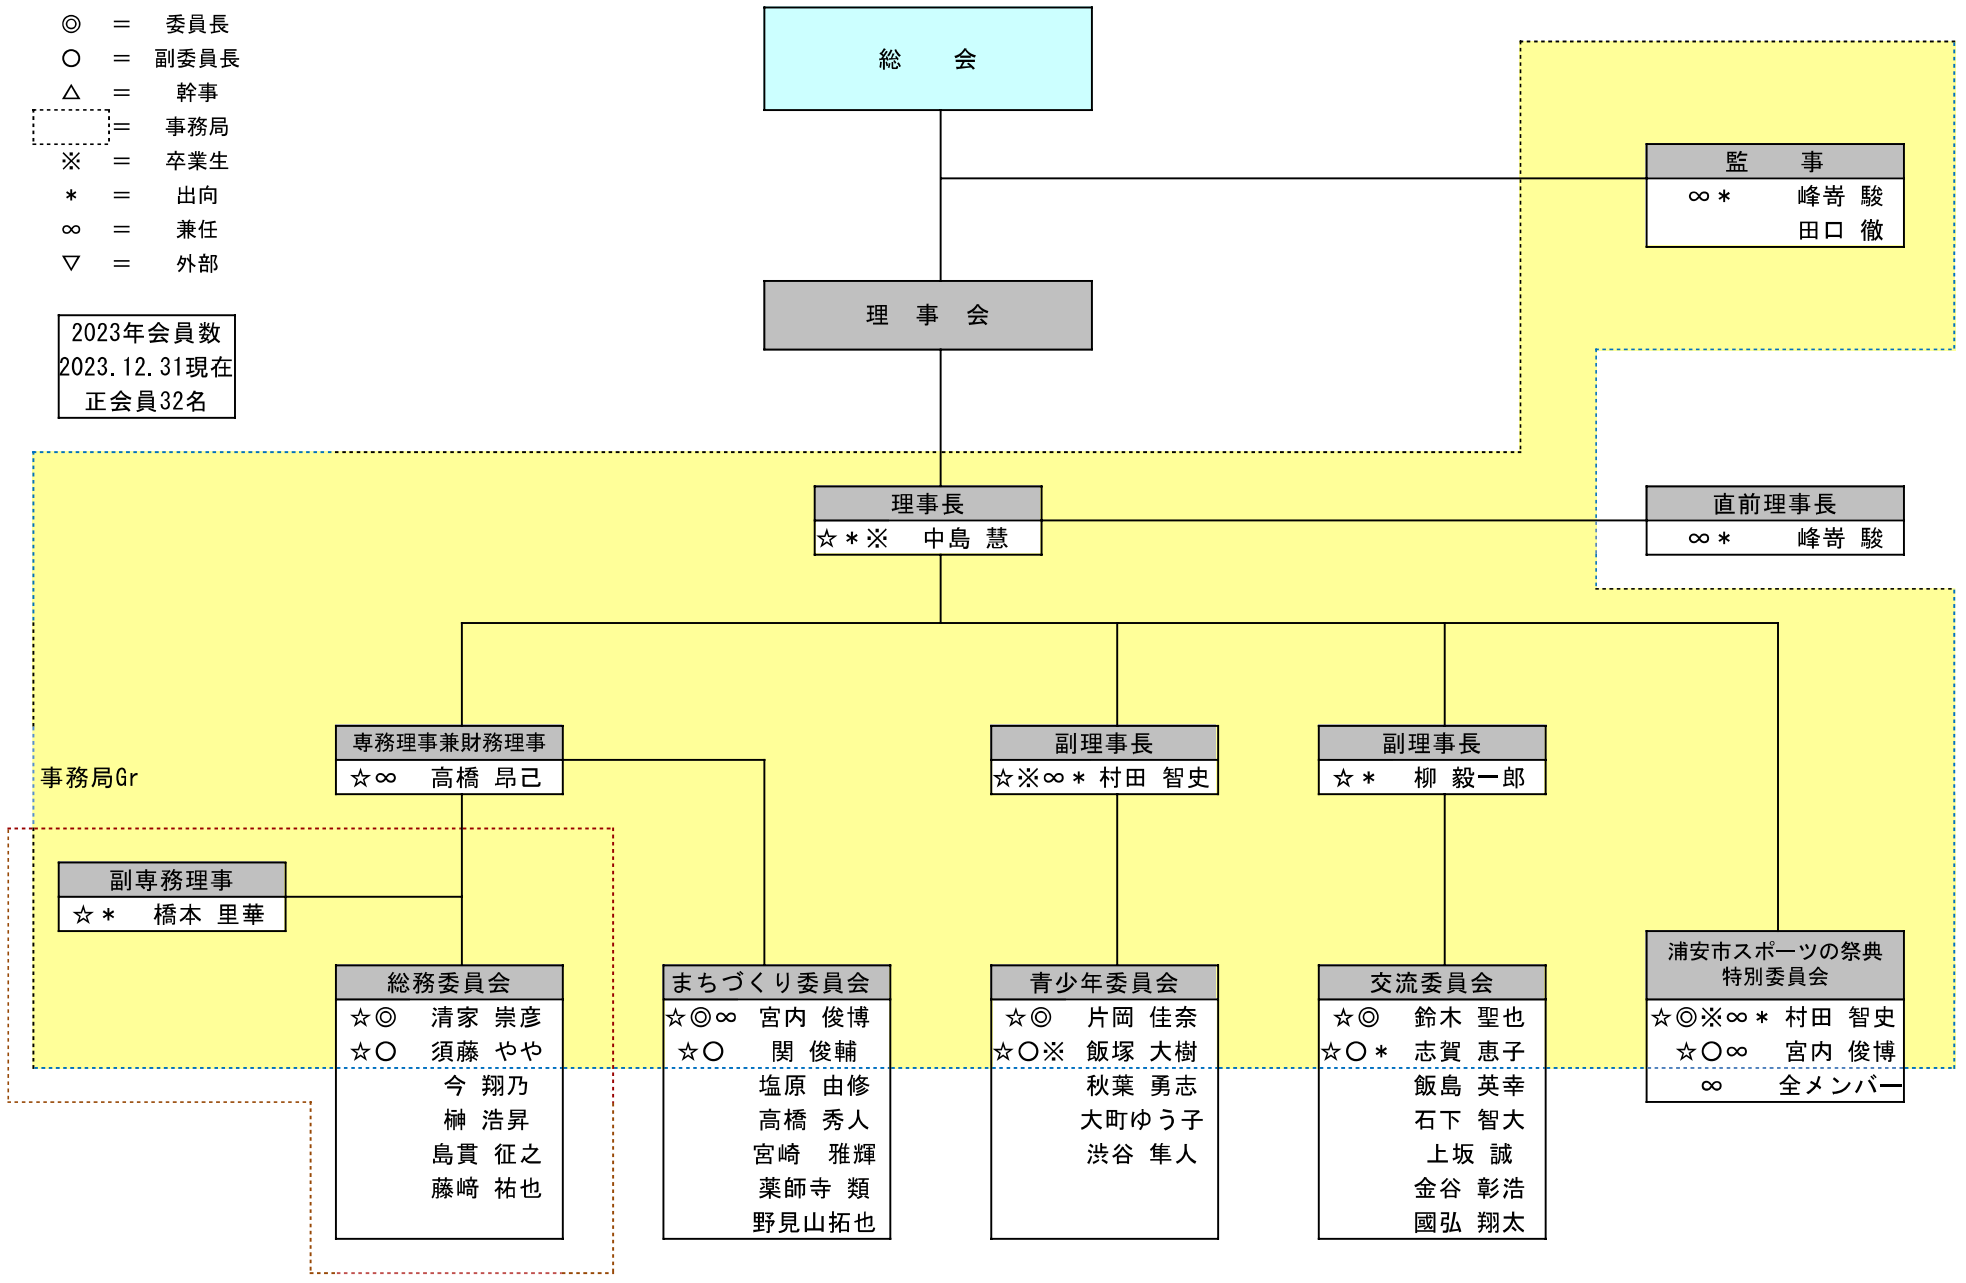 ◎ ＝ 委員長
○ ＝ 副委員長
△ ＝ 幹事
＝ 事務局
※ ＝ 卒業生
＊ ＝ 出向
∞ ＝ 兼任
▽ ＝ 外部
2023年会員数
2023.12.31現在
正会員32名
総　会
監　事
∞＊ 峰嵜 駿
田口 徹
理 事 会
理事長
☆＊※ 中島 慧
直前理事長
∞＊ 峰嵜 駿
事務局Gr
専務理事兼財務理事
☆∞ 高橋 昂己
副理事長
☆※∞＊ 村田 智史
副理事長
☆＊ 柳 毅一郎
副専務理事
☆＊ 橋本 里華
総務委員会
☆◎ 清家 崇彦
☆○ 須藤 やや
今 翔乃
榊 浩昇
島貫 征之
藤﨑 祐也
まちづくり委員会
☆◎∞ 宮内 俊博
☆○ 関 俊輔
塩原 由修
高橋 秀人
宮崎 雅輝
薬師寺 類
野見山拓也
青少年委員会
☆◎ 片岡 佳奈
☆○※ 飯塚 大樹
秋葉 勇志
大町ゆう子
渋谷 隼人
交流委員会
☆◎ 鈴木 聖也
☆○＊ 志賀 恵子
飯島 英幸
石下 智大
上坂 誠
金谷 彰浩
國弘 翔太
浦安市スポーツの祭典
特別委員会
☆◎※∞＊ 村田 智史
☆○∞ 宮内 俊博
∞ 全メンバー